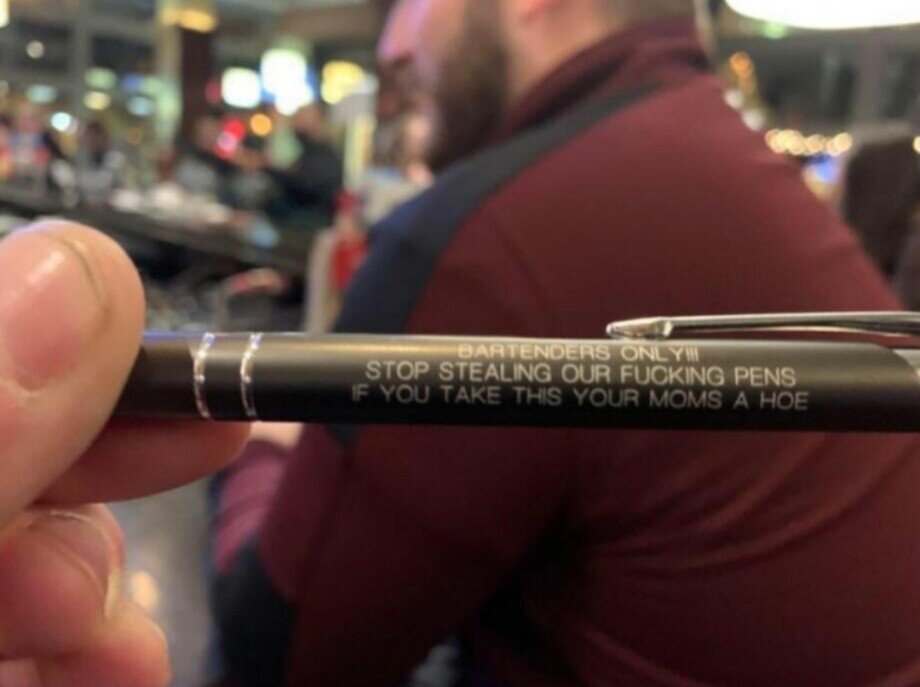 BARTENDERS ONLY!!!
STOP STEALING OUR FUCKING PENS
IF YOU TAKE THIS YOUR MOMS A HOE